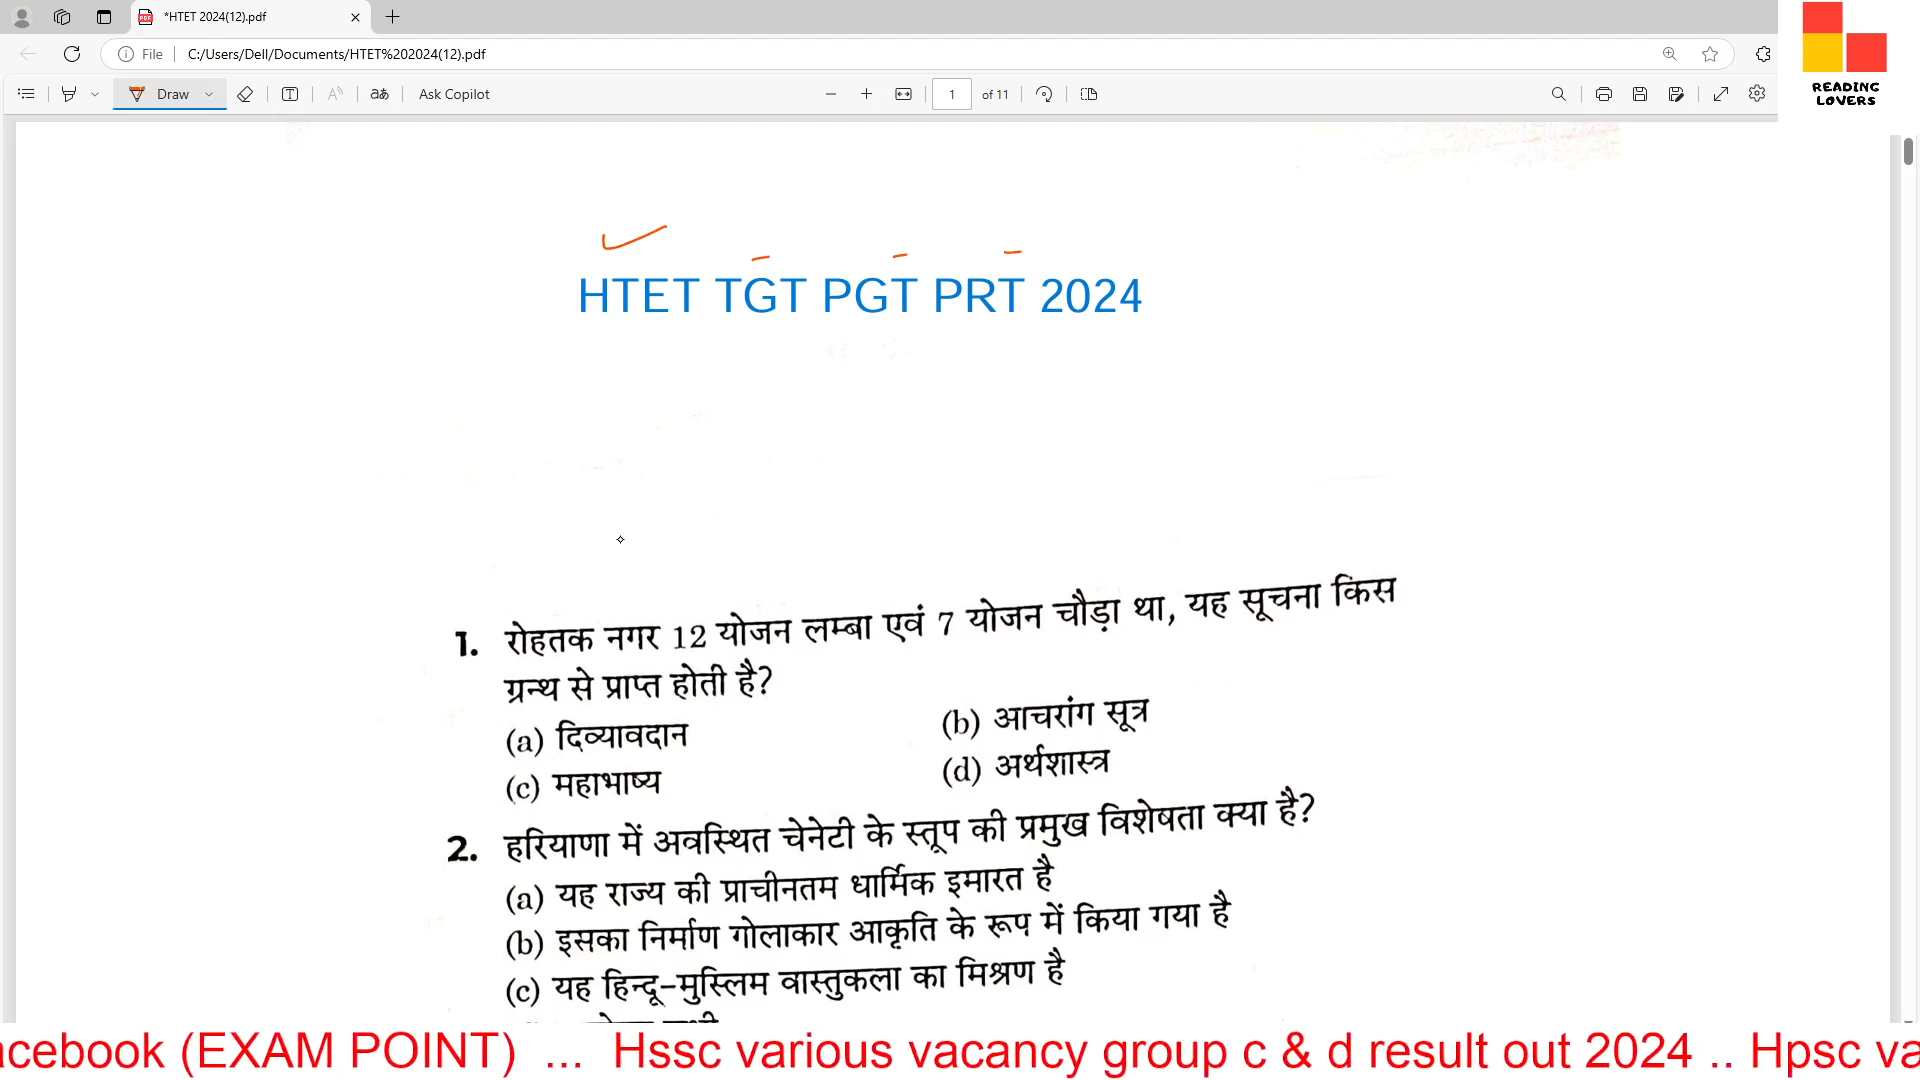 *HTET 2024(12).pdf
File
C:/Users/Dell/Documents/HTET%202024(12).pdf
Draw
Ask Copilot
1
of 11
READING
LOVERS
HTET TGT PGT PRT 2024
1. रोहतक नगर 12 योजन लम्बा एवं 7 योजन चौड़ा था, यह सूचना किस
ग्रन्थ से प्राप्त होती है?
(a) दिव्यावदान
(b) आचरांग सूत्र
(c) महाभाष्य
(d) अर्थशास्त्र
2. हरियाणा में अवस्थित चेनेटी के स्तूप की प्रमुख विशेषता क्या है?
(a) यह राज्य की प्राचीनतम धार्मिक इमारत है
(b) इसका निर्माण गोलाकार आकृति के रूप में किया गया है
(c) यह हिन्दू-मुस्लिम वास्तुकला का मिश्रण है
acebook (EXAM POINT) ... Hssc various vacancy group c & d result out 2024 .. Hpsc va